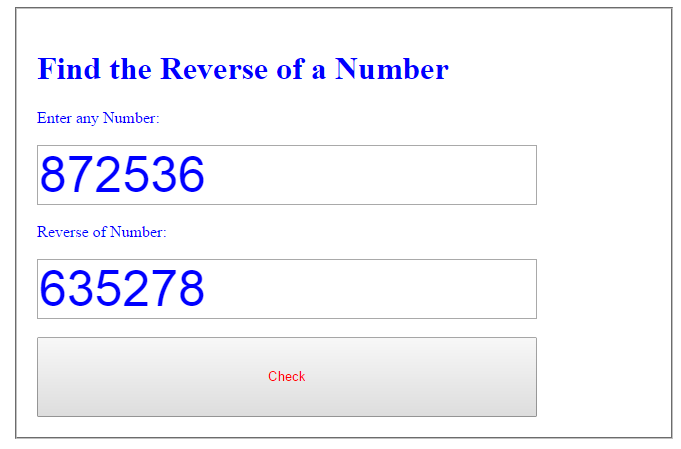 Find the Reverse of a Number
Enter any Number:
872536
Reverse of Number:
635278
Check